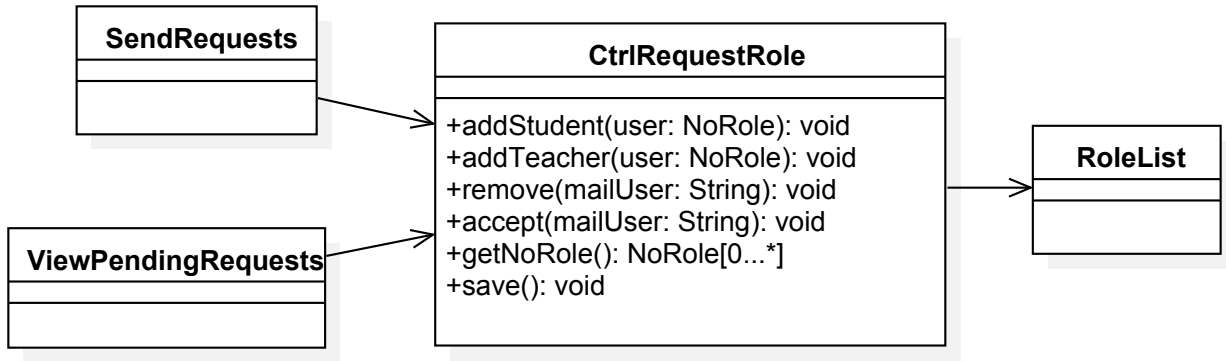 SendRequests
ViewPendingRequests
CtrlRequestRole
+addStudent(user: NoRole): void
+addTeacher(user: NoRole): void
+remove(mailUser: String): void
+accept(mailUser: String): void
+getNoRole(): NoRole[0...*]
+save(): void
RoleList